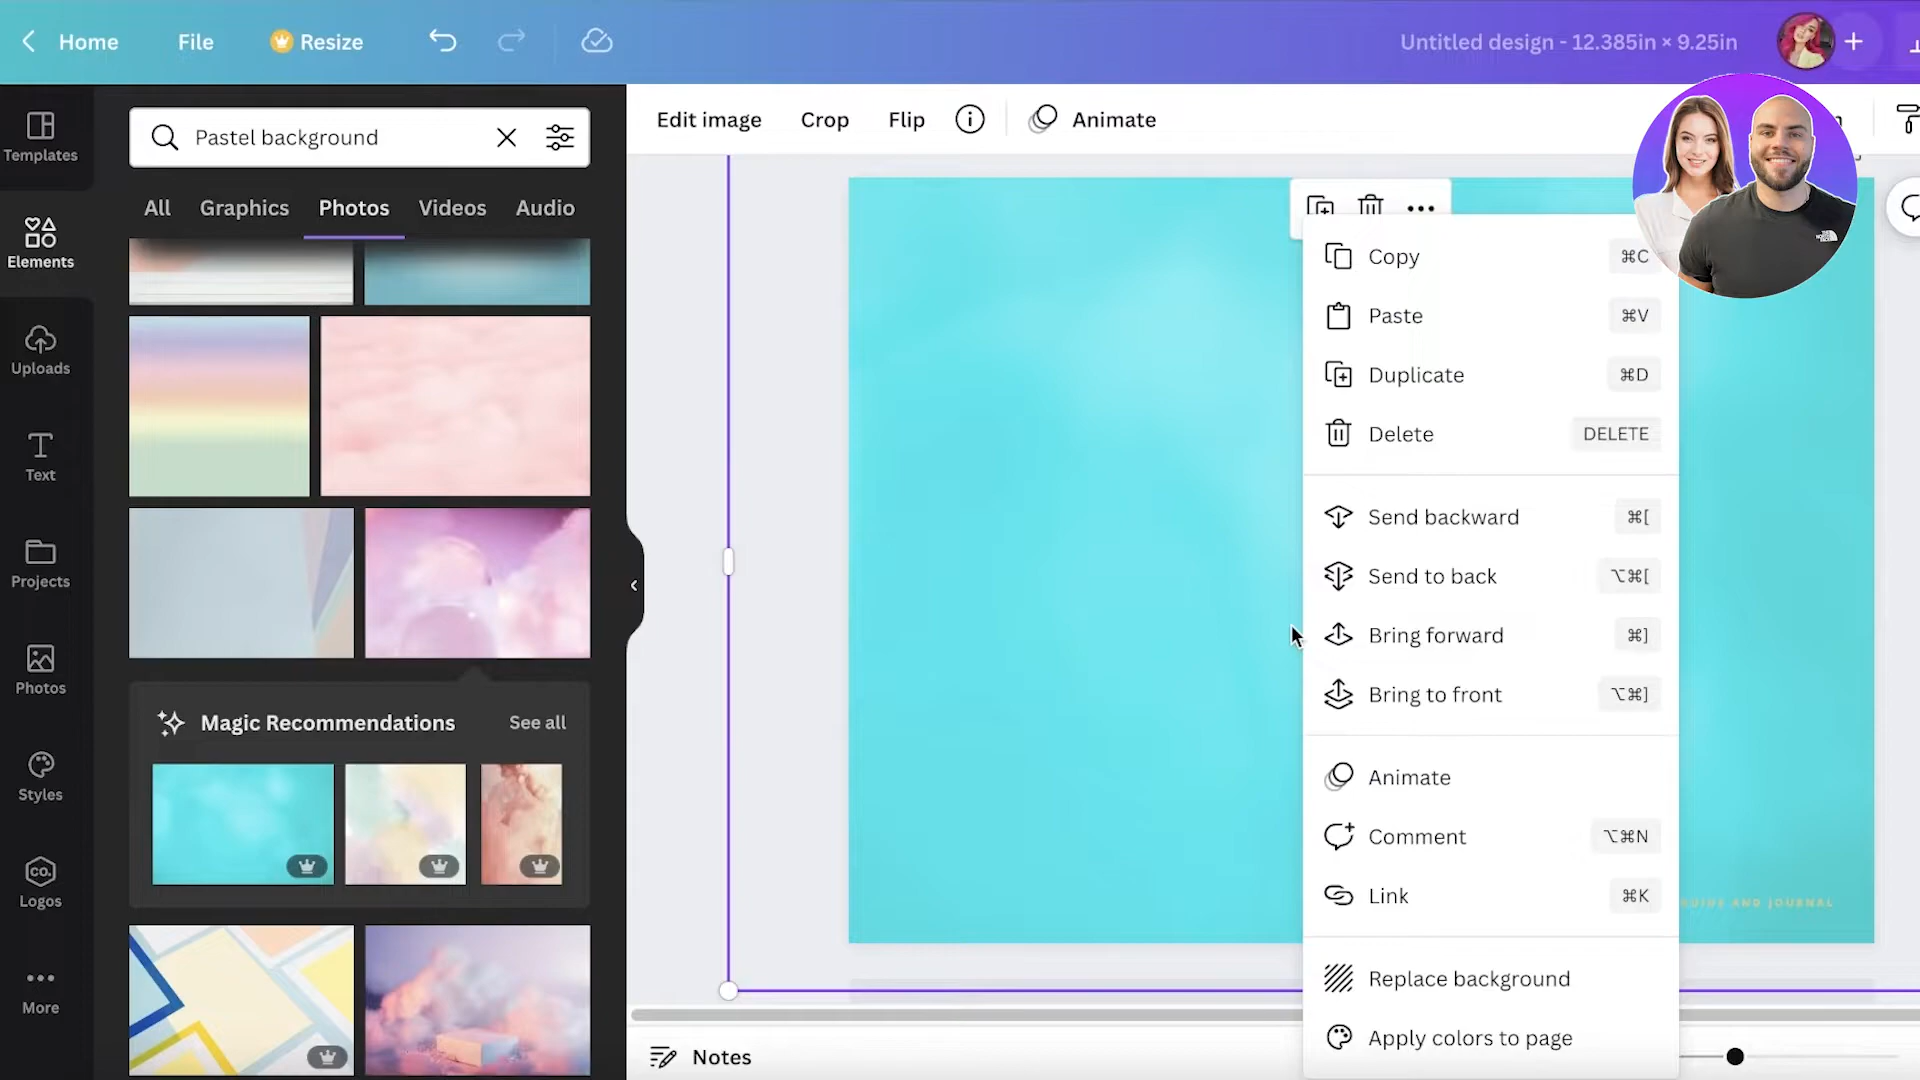 Home
File
Resize
Untitled design - 12.385in × 9.25in
Templates
Elements
Uploads
Text
Projects
Photos
Styles
CO.
Logos
More
Pastel background
All
Graphics
Photos
Videos
Audio
Magic Recommendations
See all
Edit image
Crop
Flip
Animate
Copy
⌘C
Paste
⌘V
Duplicate
⌘D
Delete
DELETE
Send backward
⌘[
Send to back
⌥⌘[
Bring forward
⌘]
Bring to front
⌥⌘]
Animate
Comment
⌥⌘N
Link
⌘K
Replace background
Apply colors to page
AND JOURNAL
Notes